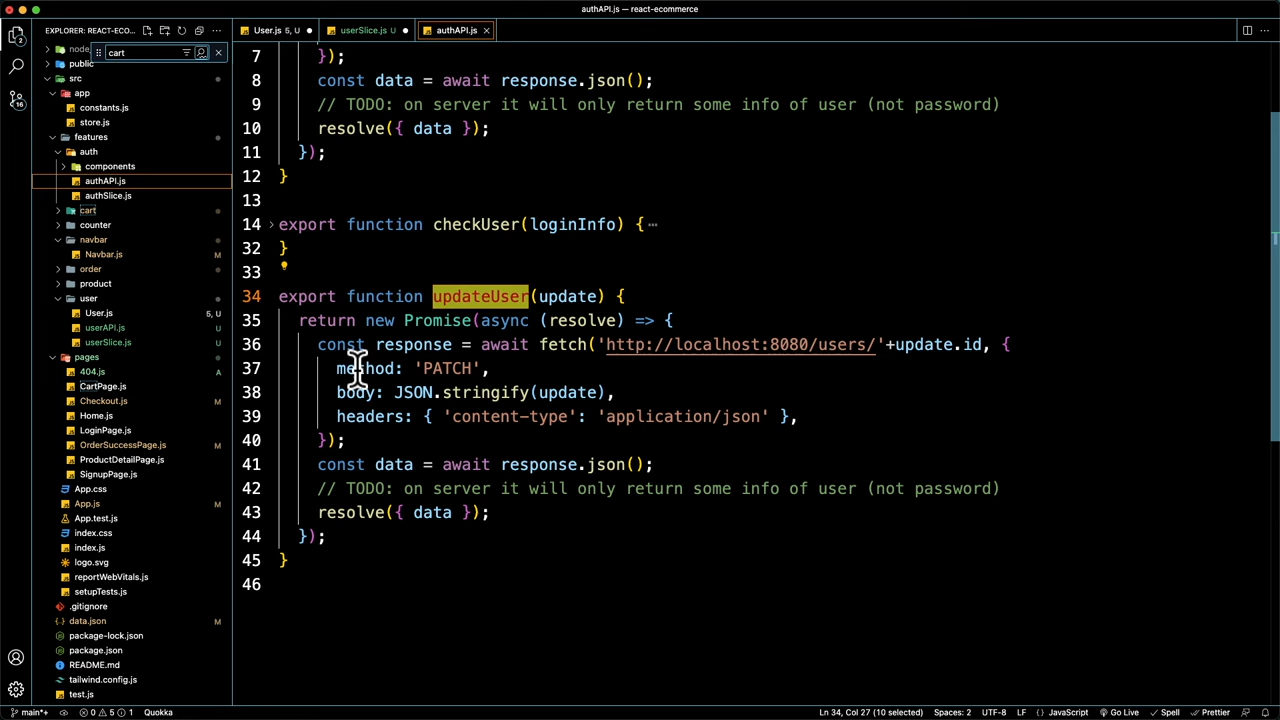 authAPI.js — react-ecommerce
EXPLORER: REACT-ECO...
User.js 5, U
userSlice.js U
authAPI.js
node
cart
public
src
app
constants.js
store.js
features
auth
components
authAPI.js
authSlice.js
cart
counter
navbar
Navbar.js M
order
product
user
User.js 5, U
userAPI.js U
userSlice.js U
pages
404.js A
CartPage.js
Checkout.js M
Home.js
LoginPage.js
OrderSuccessPage.js M
ProductDetailPage.js
SignupPage.js
App.css
App.js M
App.test.js
index.css
index.js
logo.svg
reportWebVitals.js
setupTests.js
.gitignore
data.json M
package-lock.json
package.json
README.md
tailwind.config.js
test.js
7 });
8 const data = await response.json();
9 // TODO: on server it will only return some info of user (not password)
10 resolve({ data });
11 });
12 }
13
14 export function checkUser(loginInfo) {⋯
32 }
33
34 export function updateUser(update) {
35 return new Promise(async (resolve) => {
36 const response = await fetch('http://localhost:8080/users/'+update.id, {
37 method: 'PATCH',
38 body: JSON.stringify(update),
39 headers: { 'content-type': 'application/json' },
40 });
41 const data = await response.json();
42 // TODO: on server it will only return some info of user (not password)
43 resolve({ data });
44 });
45 }
46
2
16
main*+ 0 5 1 Quokka
Ln 34, Col 27 (10 selected) Spaces: 2 UTF-8 LF {} JavaScript Go Live Spell Prettier